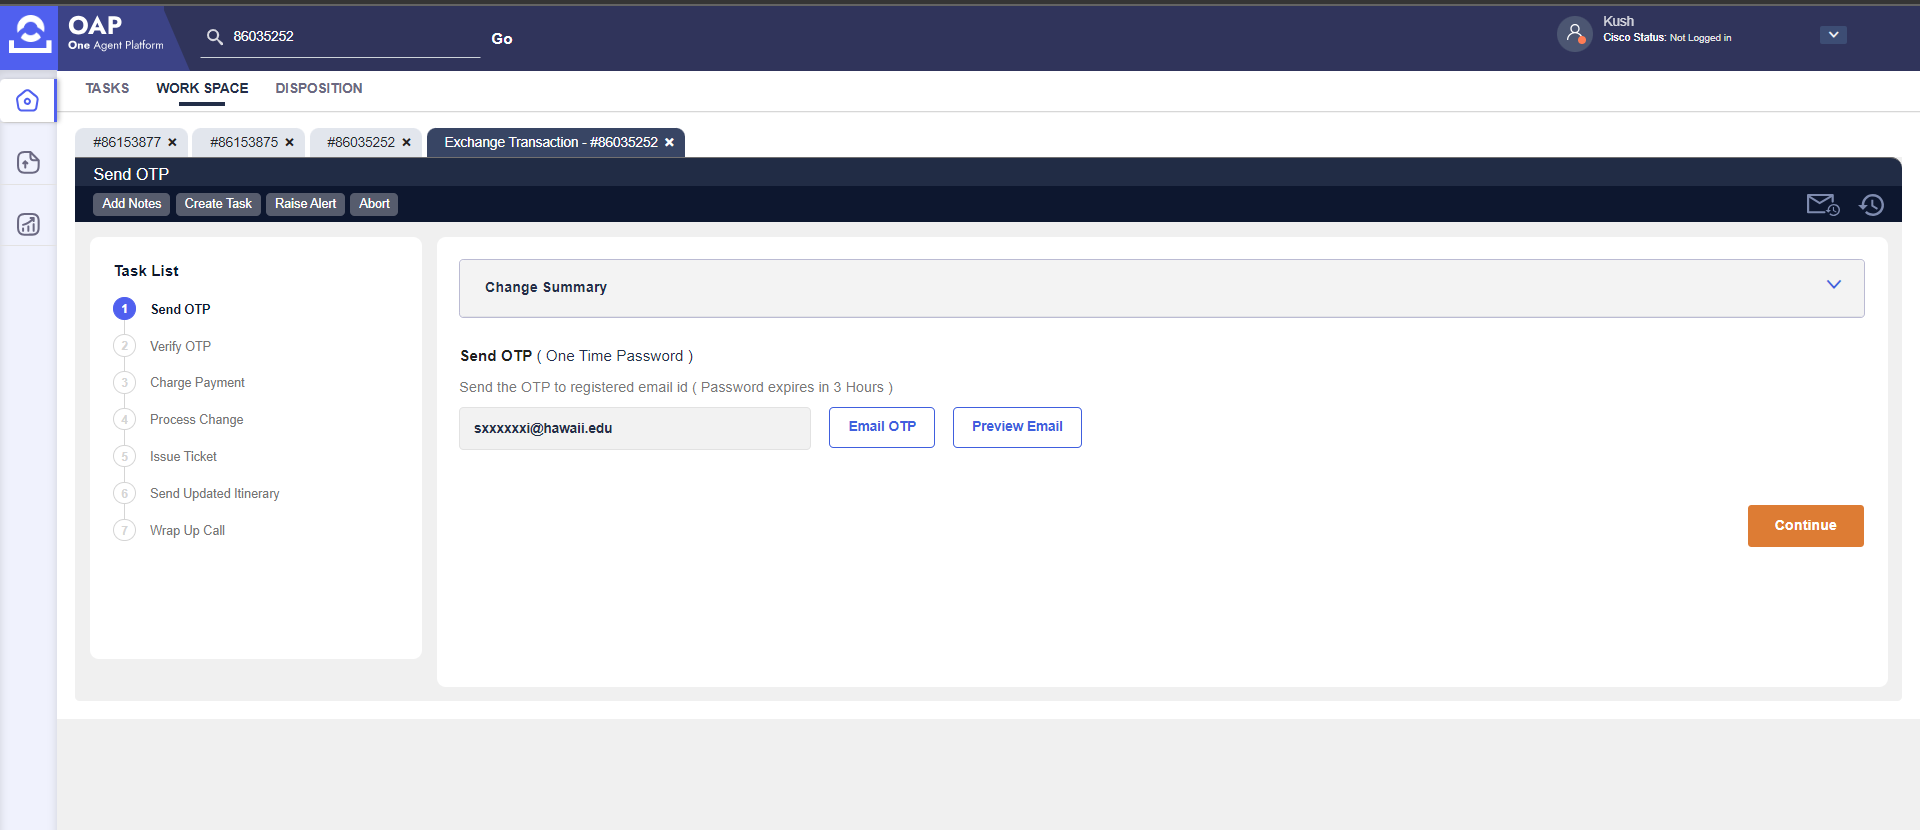 OAP
One Agent Platform
86035252
Go
Kush
Cisco Status: Not Logged in
TASKS
WORK SPACE
DISPOSITION
#86153877
#86153875
#86035252
Exchange Transaction - #86035252
Send OTP
Add Notes
Create Task
Raise Alert
Abort
Task List
1 Send OTP
2 Verify OTP
3 Charge Payment
4 Process Change
5 Issue Ticket
6 Send Updated Itinerary
7 Wrap Up Call
Change Summary
Send OTP ( One Time Password )
Send the OTP to registered email id ( Password expires in 3 Hours )
sxxxxxxi@hawaii.edu
Email OTP
Preview Email
Continue